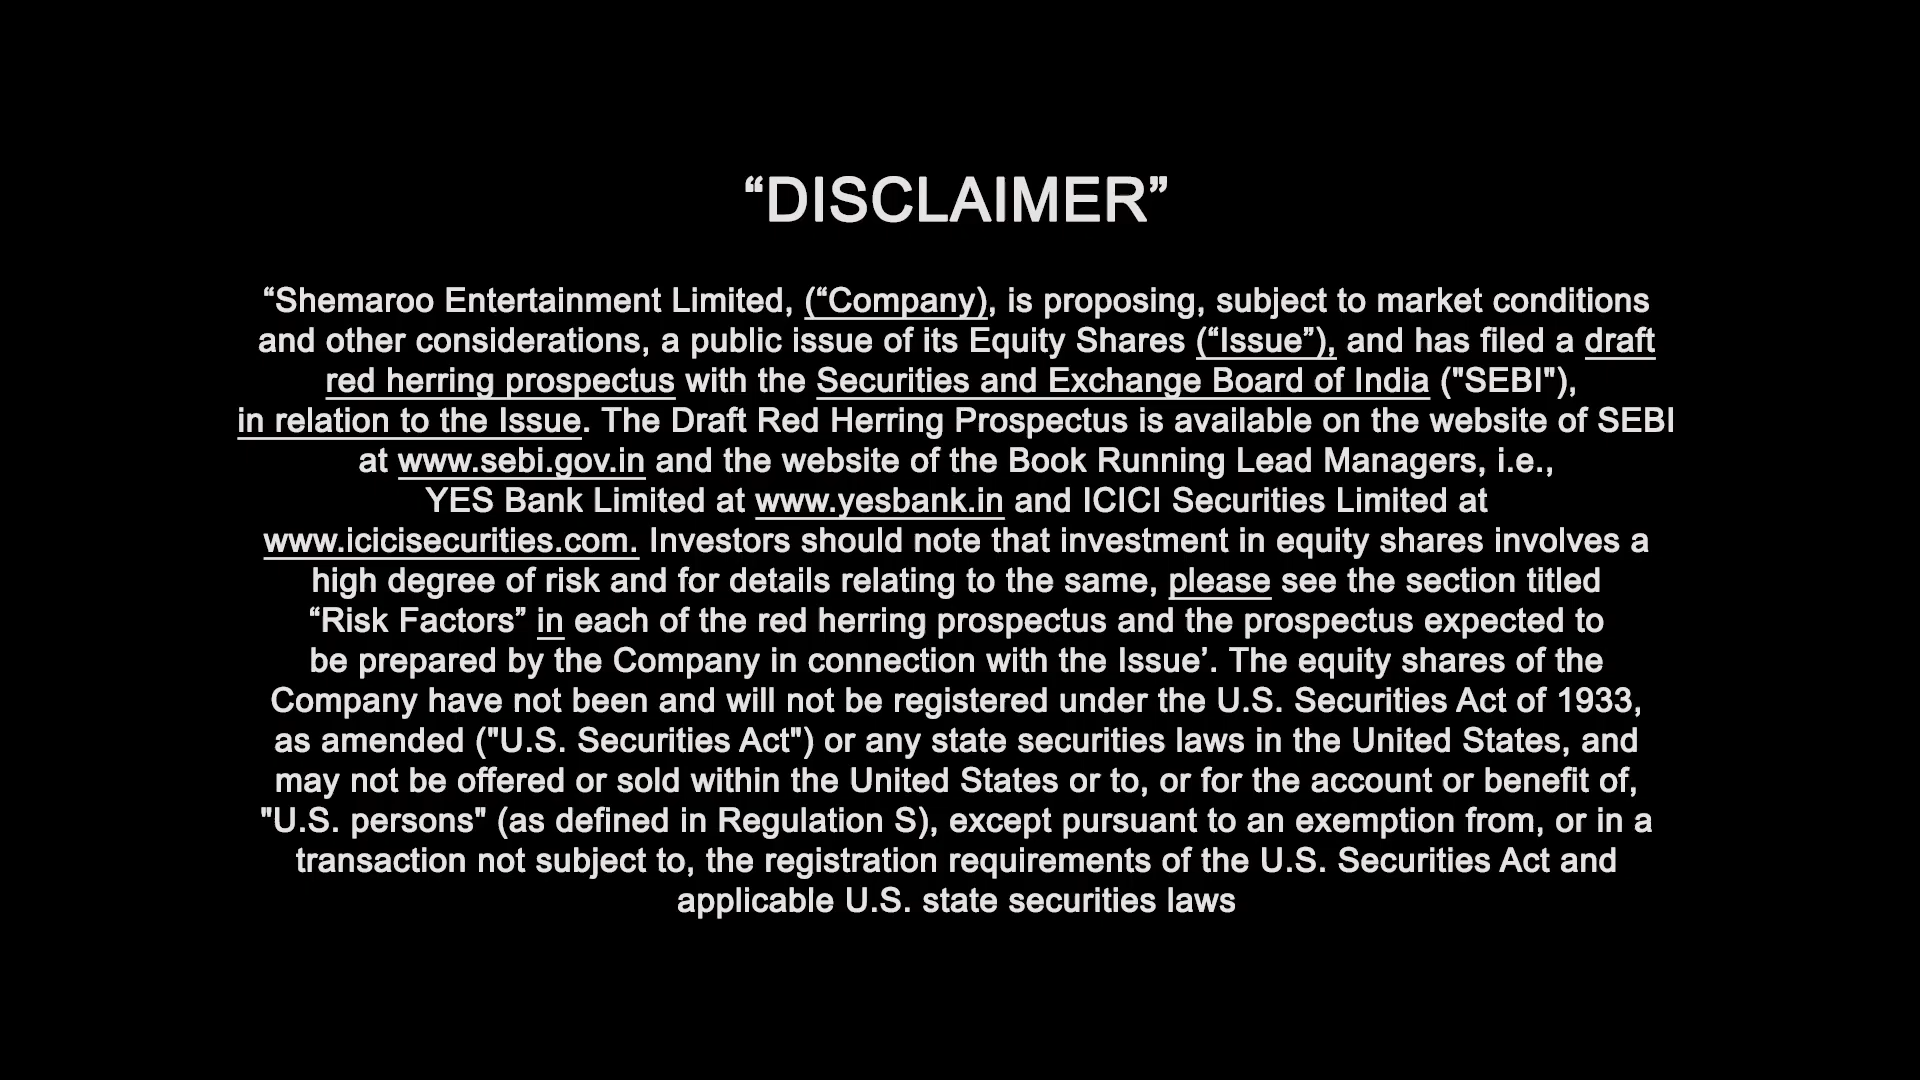 “DISCLAIMER”
“Shemaroo Entertainment Limited, (“Company), is proposing, subject to market conditions
and other considerations, a public issue of its Equity Shares (“Issue”), and has filed a draft
red herring prospectus with the Securities and Exchange Board of India ("SEBI"),
in relation to the Issue. The Draft Red Herring Prospectus is available on the website of SEBI
at www.sebi.gov.in and the website of the Book Running Lead Managers, i.e.,
YES Bank Limited at www.yesbank.in and ICICI Securities Limited at
www.icicisecurities.com. Investors should note that investment in equity shares involves a
high degree of risk and for details relating to the same, please see the section titled
“Risk Factors” in each of the red herring prospectus and the prospectus expected to
be prepared by the Company in connection with the Issue’. The equity shares of the
Company have not been and will not be registered under the U.S. Securities Act of 1933,
as amended ("U.S. Securities Act") or any state securities laws in the United States, and
may not be offered or sold within the United States or to, or for the account or benefit of,
"U.S. persons" (as defined in Regulation S), except pursuant to an exemption from, or in a
transaction not subject to, the registration requirements of the U.S. Securities Act and
applicable U.S. state securities laws